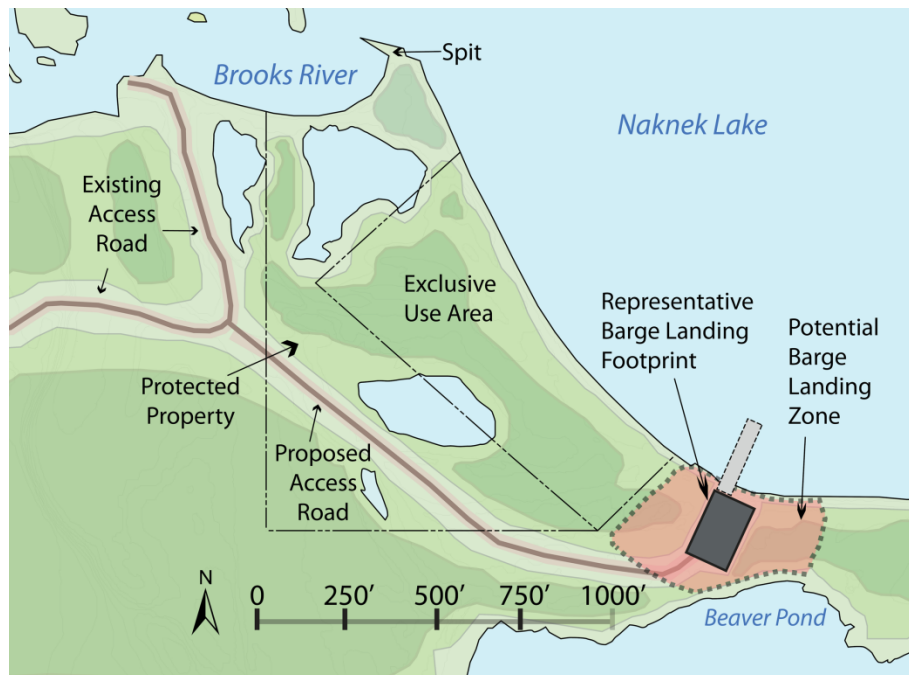 Spit
Brooks River
Naknek Lake
Existing
Access
Road
Exclusive
Use Area
Representative
Barge Landing
Footprint
Potential
Barge
Landing
Zone
Protected
Property
Proposed
Access
Road
N
0 250' 500' 750' 1000'
Beaver Pond